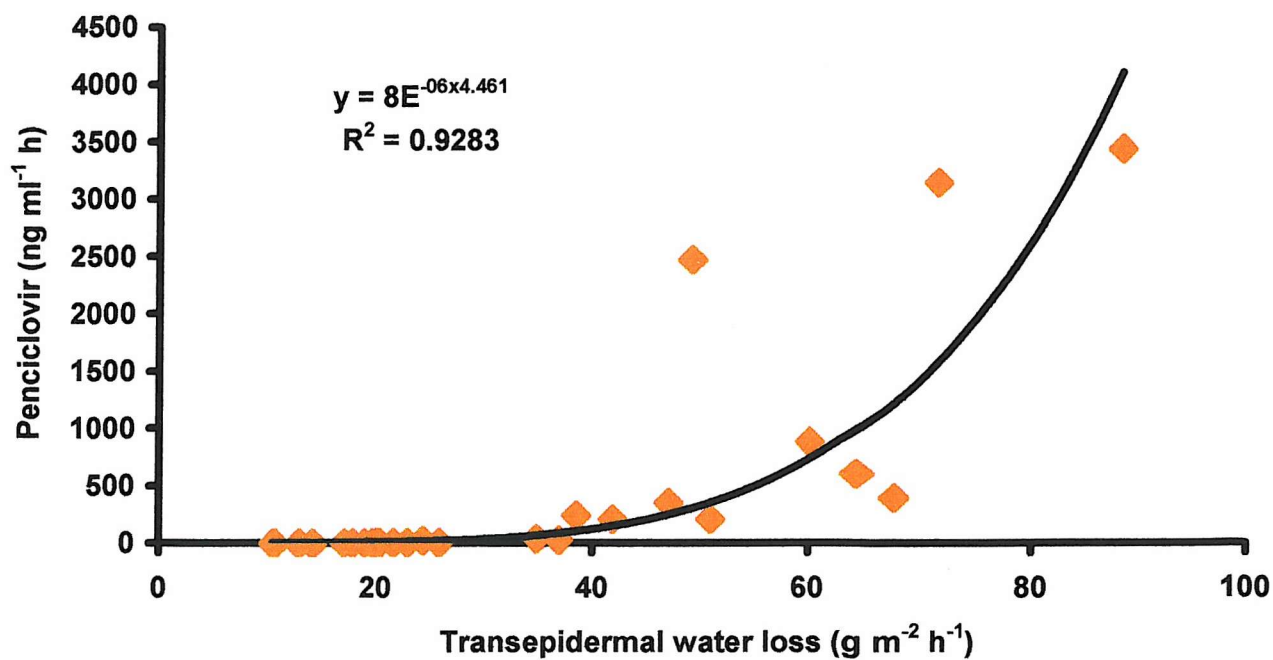 4500
4000
3500
3000
2500
2000
1500
1000
500
0
Penciclovir (ng ml⁻¹ h)
y = 8E⁻⁰⁶ˣ⁴·⁴⁶¹
R² = 0.9283
0 20 40 60 80 100
Transepidermal water loss (g m⁻² h⁻¹)